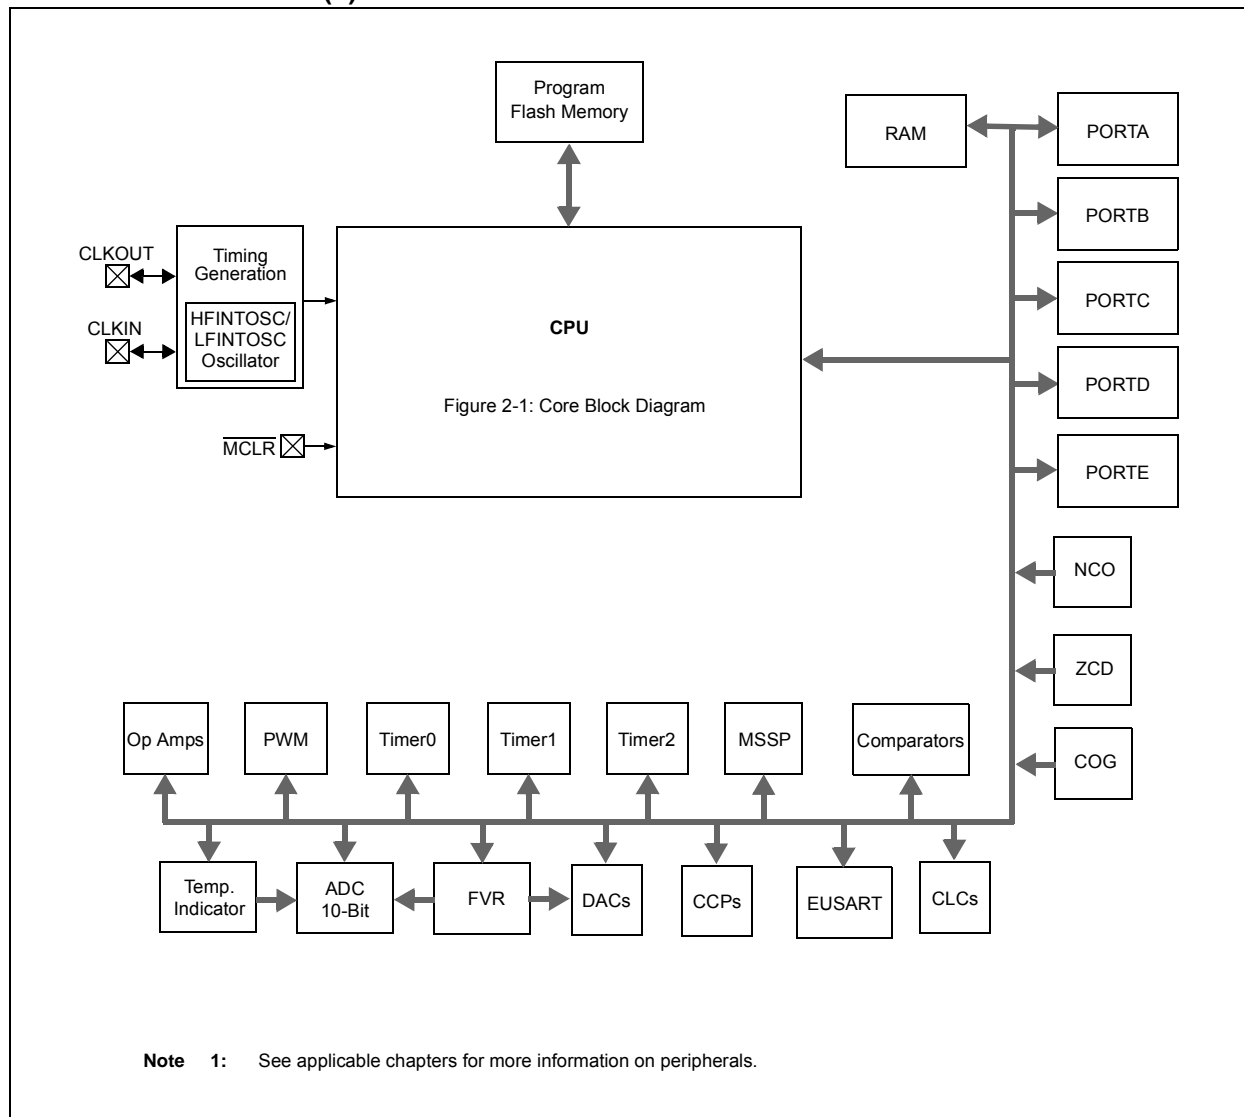 Program
Flash Memory
RAM
PORTA
PORTB
CLKOUT
Timing
Generation
PORTC
HFINTOSC/
LFINTOSC
Oscillator
CLKIN
CPU
PORTD
Figure 2-1: Core Block Diagram
MCLR
PORTE
NCO
ZCD
Op Amps
PWM
Timer0
Timer1
Timer2
MSSP
Comparators
COG
Temp.
Indicator
ADC
10-Bit
FVR
DACs
CCPs
EUSART
CLCs
Note 1: See applicable chapters for more information on peripherals.